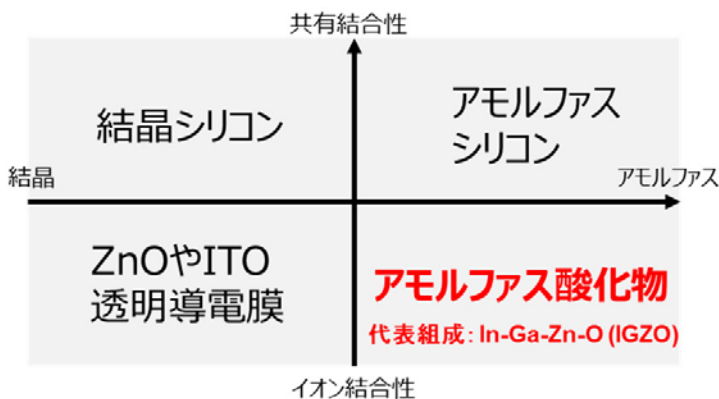 共有結合性
結晶シリコン
アモルファス
シリコン
結晶
アモルファス
ZnOやITO
透明導電膜
アモルファス酸化物
代表組成: In-Ga-Zn-O (IGZO)
イオン結合性